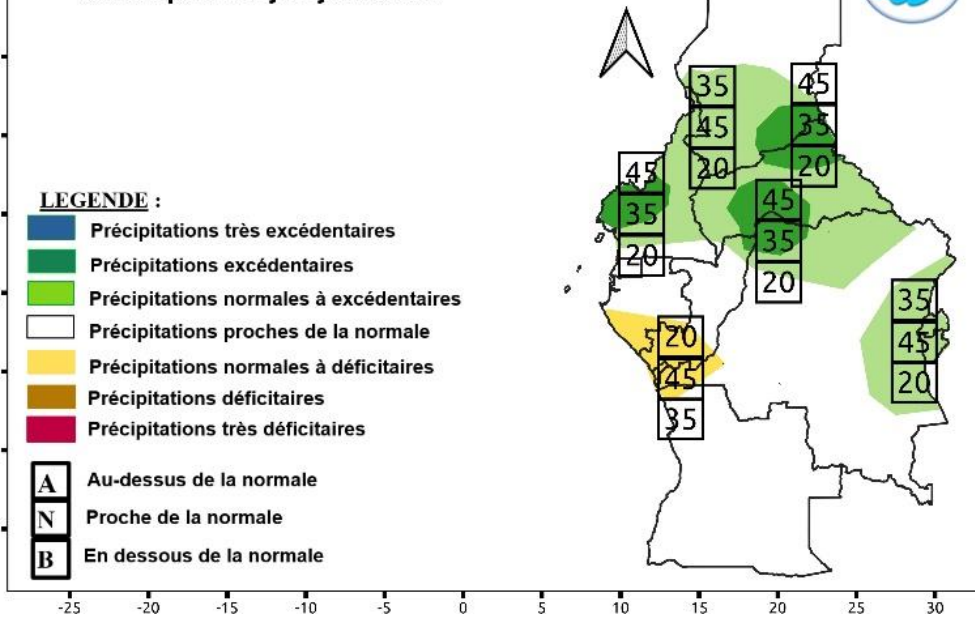 LEGENDE :
Précipitations très excédentaires
Précipitations excédentaires
Précipitations normales à excédentaires
Précipitations proches de la normale
Précipitations normales à déficitaires
Précipitations déficitaires
Précipitations très déficitaires
A Au-dessus de la normale
N Proche de la normale
B En dessous de la normale
35
45
20
45
35
20
45
35
20
45
35
20
35
45
20
20
45
35
-25 -20 -15 -10 -5 0 5 10 15 20 25 30